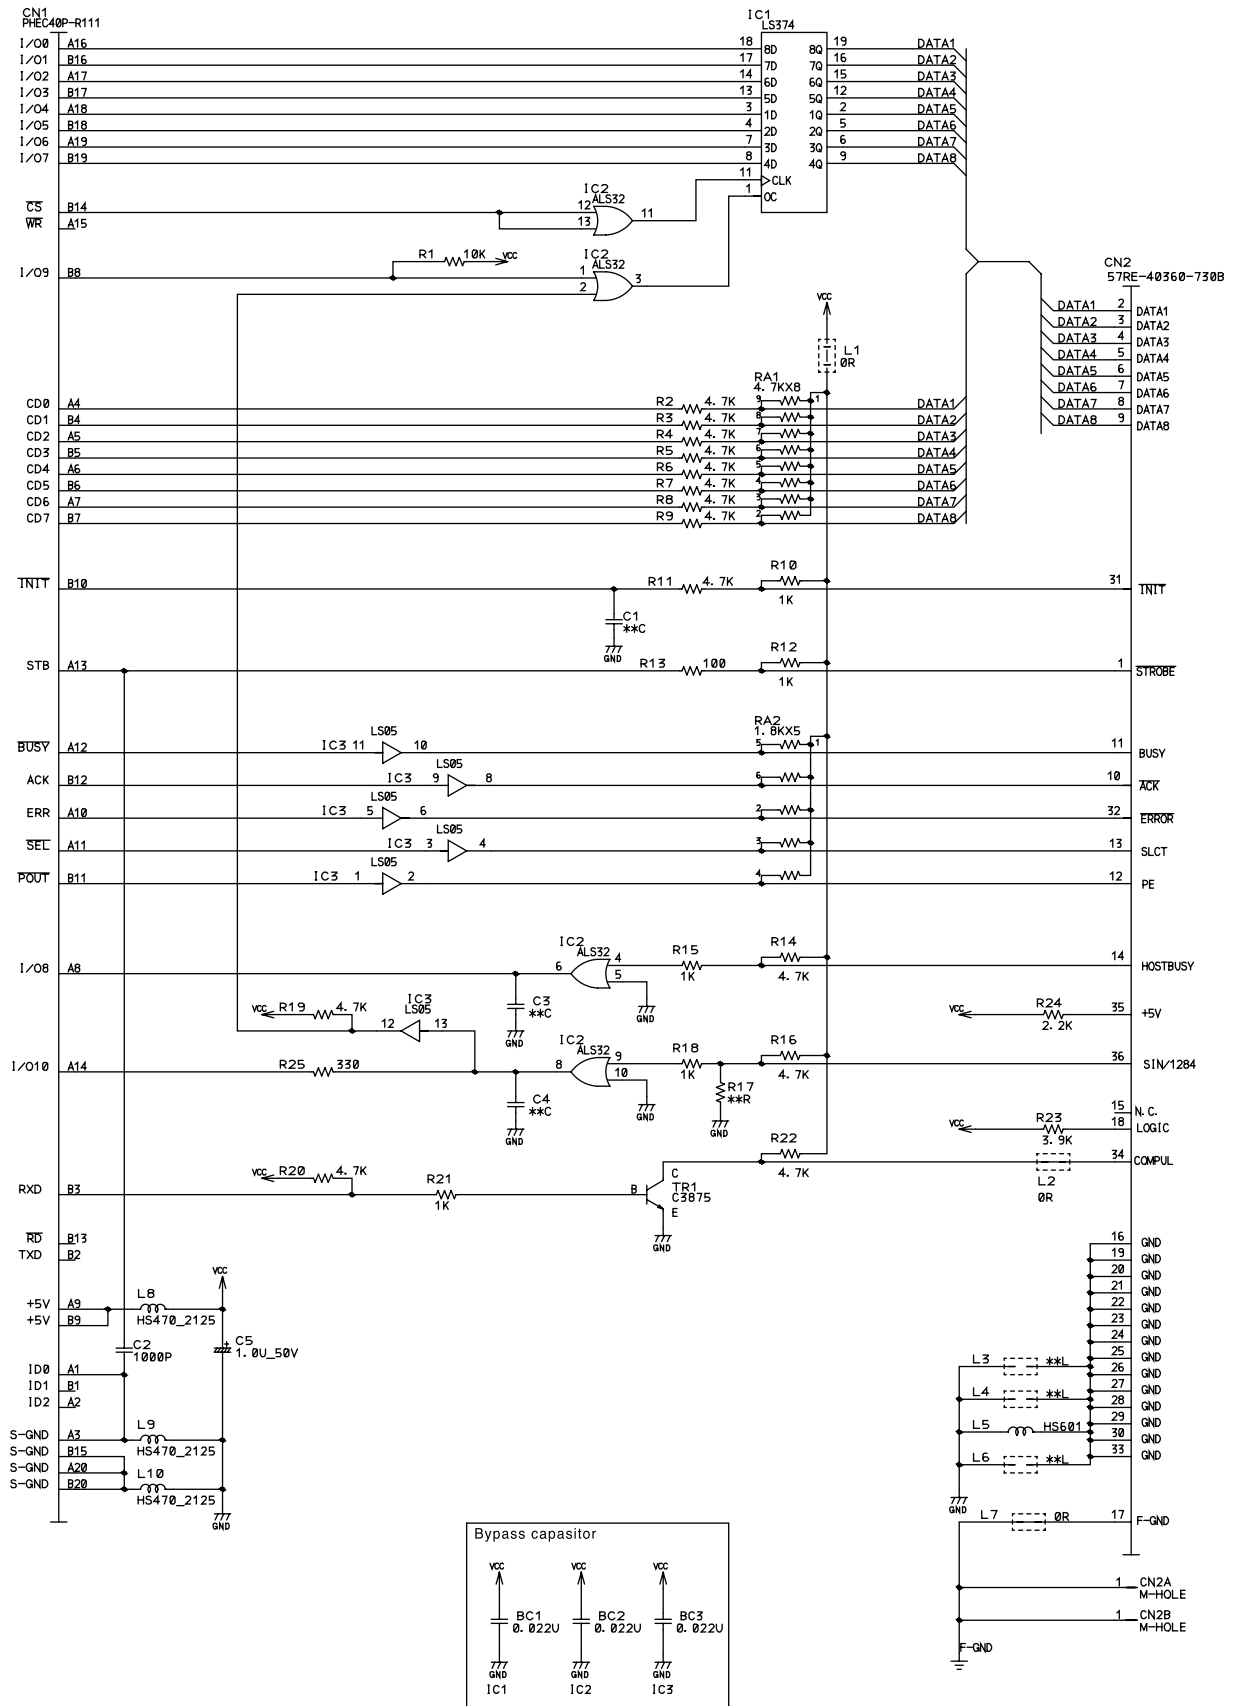 CN1
PHEC40P-R111
IC1
LS374
I/O0 A16 18 8D 8Q 19 DATA1
I/O1 B16 17 7D 7Q 16 DATA2
I/O2 A17 14 6D 6Q 15 DATA3
I/O3 B17 13 5D 5Q 12 DATA4
I/O4 A18 3 1D 1Q 2 DATA5
I/O5 B18 4 2D 2Q 5 DATA6
I/O6 A19 7 3D 3Q 6 DATA7
I/O7 B19 8 4D 4Q 9 DATA8
11 CLK
1 OC
IC2
ALS32
CS B14 12 11
WR A15 13
IC2
ALS32
R1 10K VCC
I/O9 B8 1 3
2
CN2
57RE-40360-730B
VCC
DATA1 2 DATA1
DATA2 3 DATA2
DATA3 4 DATA3
DATA4 5 DATA4
DATA5 6 DATA5
DATA6 7 DATA6
DATA7 8 DATA7
DATA8 9 DATA8
L1
0R
RA1
4.7KX8
1
CD0 A4 R2 4.7K 9 DATA1
CD1 B4 R3 4.7K 8 DATA2
CD2 A5 R4 4.7K 7 DATA3
CD3 B5 R5 4.7K 6 DATA4
CD4 A6 R6 4.7K 5 DATA5
CD5 B6 R7 4.7K 4 DATA6
CD6 A7 R8 4.7K 3 DATA7
CD7 B7 R9 4.7K 2 DATA8
R10
INIT B10 R11 4.7K 31 INIT
1K
C1
**C
GND
R12
STB A13 R13 100 1 STROBE
1K
RA2
1.8KX5
LS05
BUSY A12 IC3 11 10 5 1 11 BUSY
LS05
ACK B12 IC3 9 8 6 10 ACK
LS05
ERR A10 IC3 5 6 2 32 ERROR
LS05
SEL A11 IC3 3 4 3 13 SLCT
LS05
POUT B11 IC3 1 2 4 12 PE
IC2
ALS32
R15 R14
I/O8 A8 6 4 14 HOSTBUSY
5 1K 4.7K
C3
**C
GND
GND
VCC R19 4.7K
IC3
LS05
12 13
VCC R24 35 +5V
2.2K
IC2
ALS32
R18 R16
I/O10 A14 R25 330 8 9 36 SIN/1284
10 1K 4.7K
C4
**C
GND
GND
R17
**R
GND
15 N.C.
VCC R23 18 LOGIC
3.9K
R22
4.7K
34 COMPUL
L2
0R
VCC R20 4.7K
RXD B3 R21 B
1K
C
TR1
C3875
E
GND
RD B13
TXD B2
16 GND
19 GND
20 GND
21 GND
22 GND
23 GND
24 GND
25 GND
26 GND
27 GND
28 GND
29 GND
30 GND
33 GND
VCC
+5V A9 L8
+5V B9 HS470_2125
C2
1000P
C5
+
1.0U_50V
ID0 A1
ID1 B1
ID2 A2
S-GND A3 L9
S-GND B15 HS470_2125
S-GND A20 L10
S-GND B20 HS470_2125
GND
L3 **L
L4 **L
L5 HS601
L6 **L
GND
L7 0R 17 F-GND
1 CN2A
M-HOLE
1 CN2B
M-HOLE
F-GND
Bypass capasitor
VCC VCC VCC
BC1 BC2 BC3
0.022U 0.022U 0.022U
GND GND GND
IC1 IC2 IC3